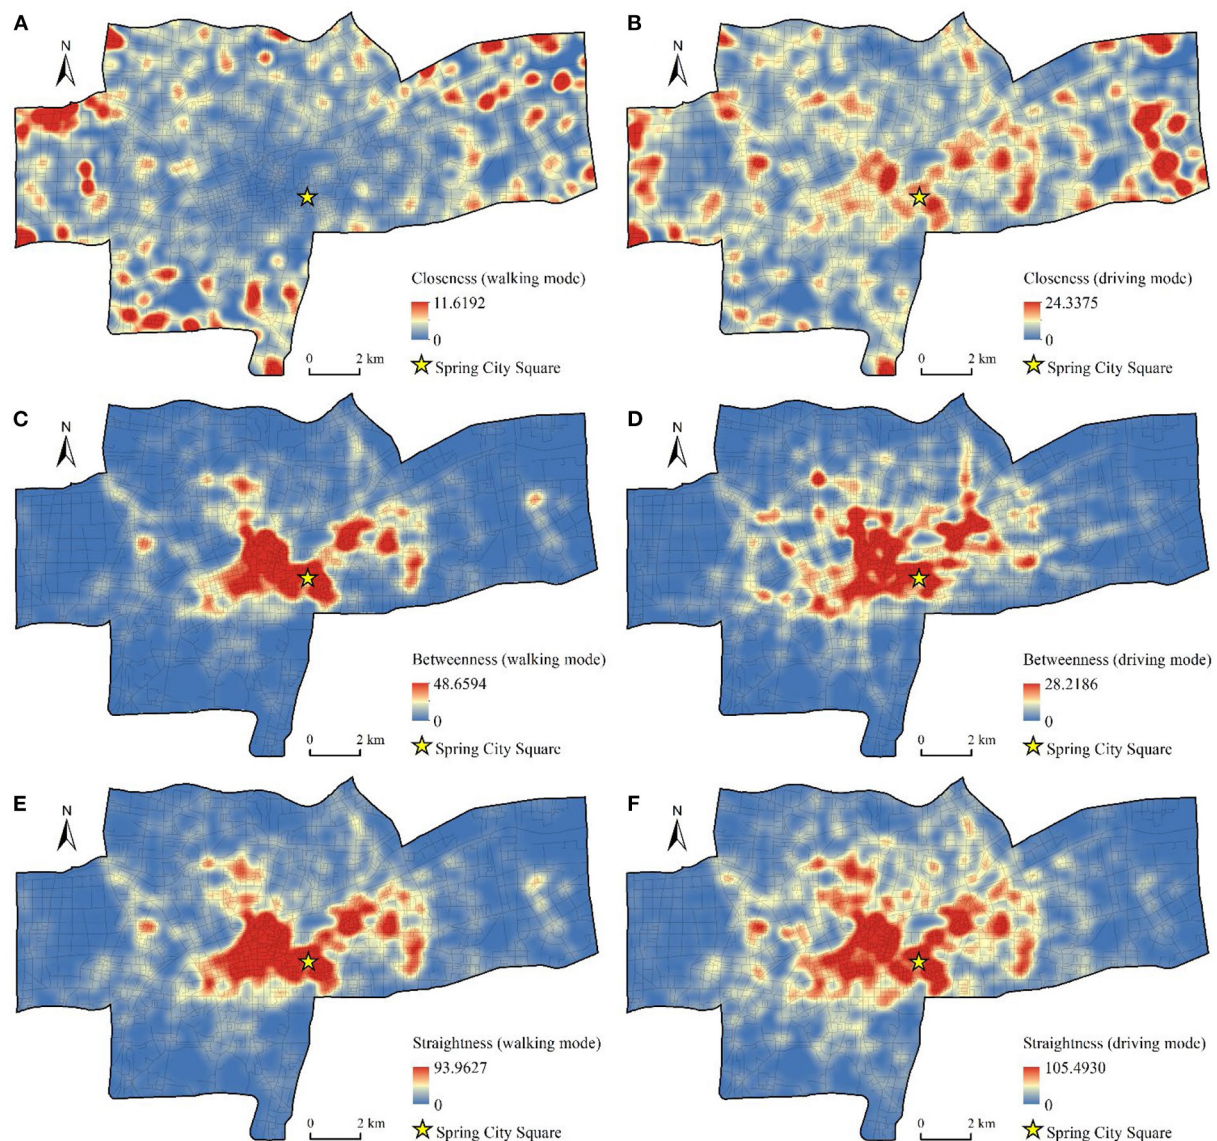 A
N
Closeness (walking mode)
11.6192
0
0 2 km
Spring City Square
B
N
Closeness (driving mode)
24.3375
0
0 2 km
Spring City Square
C
N
Betweenness (walking mode)
48.6594
0
0 2 km
Spring City Square
D
N
Betweenness (driving mode)
28.2186
0
0 2 km
Spring City Square
E
N
Straightness (walking mode)
93.9627
0
0 2 km
Spring City Square
F
N
Straightness (driving mode)
105.4930
0
0 2 km
Spring City Square